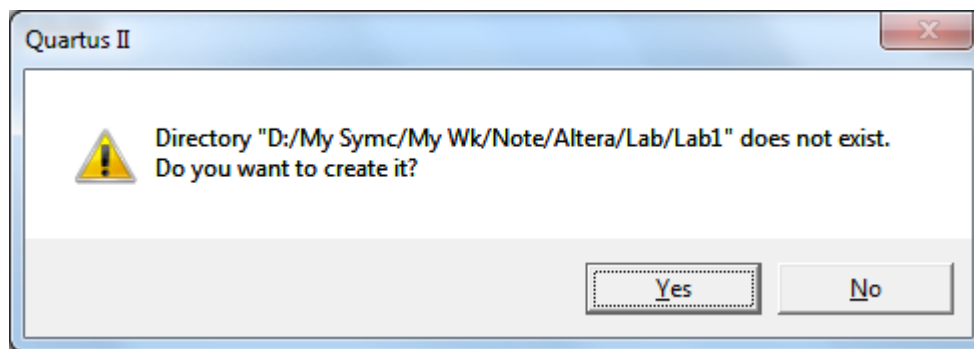 Quartus II
Directory "D:/My Symc/My Wk/Note/Altera/Lab/Lab1" does not exist.
Do you want to create it?
Yes No